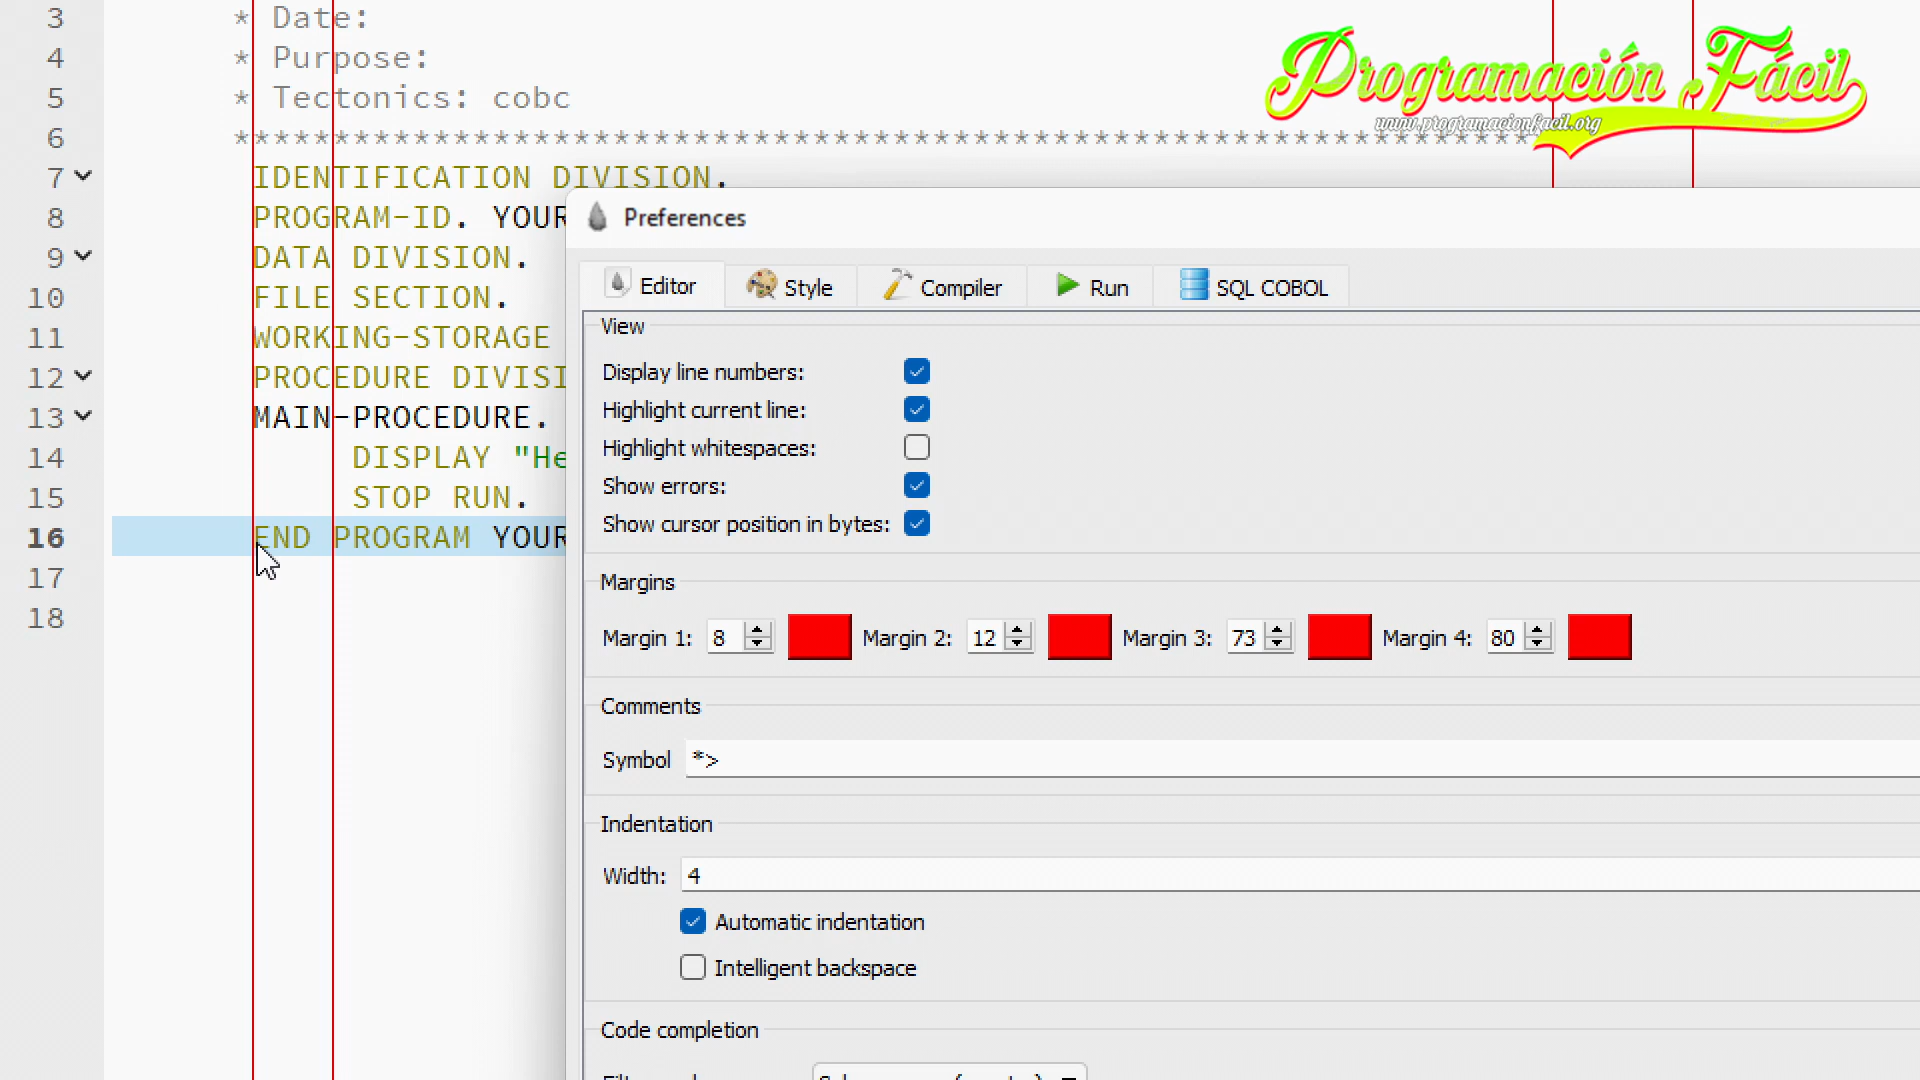 3 * Date:
4 * Purpose:
5 * Tectonics: cobc
6 *****************************************************************
7 IDENTIFICATION DIVISION.
8 PROGRAM-ID. YOUR
9 DATA DIVISION.
10 FILE SECTION.
11 WORKING-STORAGE
12 PROCEDURE DIVISI
13 MAIN-PROCEDURE.
14 DISPLAY "He
15 STOP RUN.
16 END PROGRAM YOUR
17
18
Programación Fácil
www.programacionfacil.org
Preferences
Editor Style Compiler Run SQL COBOL
View
Display line numbers:
Highlight current line:
Highlight whitespaces:
Show errors:
Show cursor position in bytes:
Margins
Margin 1: 8 Margin 2: 12 Margin 3: 73 Margin 4: 80
Comments
Symbol *>
Indentation
Width: 4
Automatic indentation
Intelligent backspace
Code completion